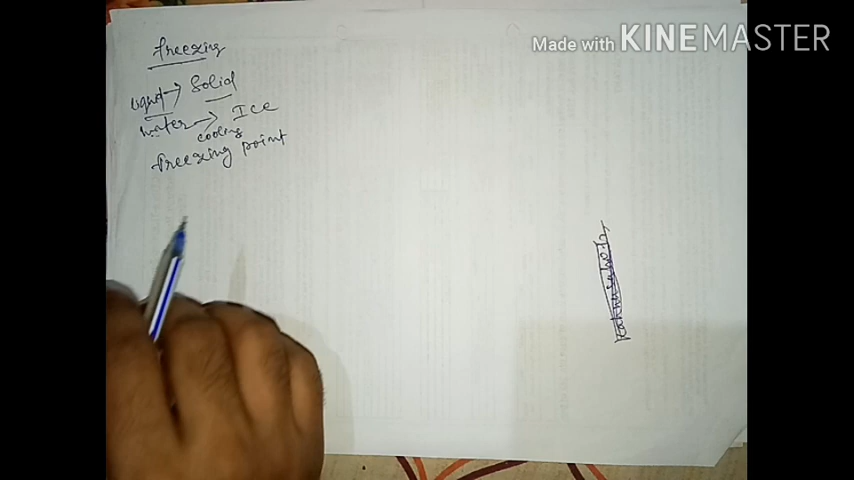 Made with KINEMASTER
freezing
liquid → Solid
water → Ice
cooling
freezing point